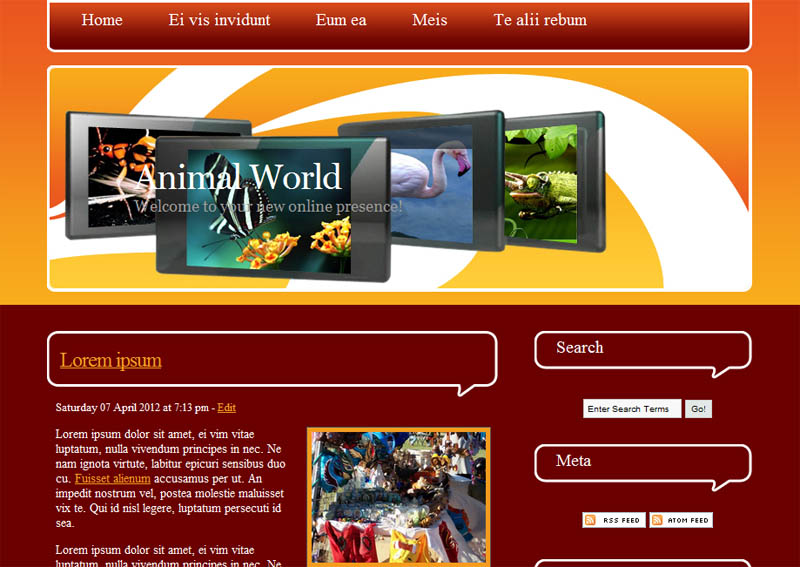 Home Ei vis invidunt Eum ea Meis Te alii rebum
Animal World
Welcome to your new online presence!
Lorem ipsum
Saturday 07 April 2012 at 7:13 pm - Edit
Lorem ipsum dolor sit amet, ei vim vitae
luptatum, nulla vivendum principes in nec. Ne
nam ignota virtute, labitur epicuri sensibus duo
cu. Fuisset alienum accusamus per ut. An
impedit nostrum vel, postea molestie maluisset
vix te. Qui id nisl legere, luptatum persecuti id
sea.
Lorem ipsum dolor sit amet, ei vim vitae
luptatum, nulla vivendum principes in nec. Ne
Search
Enter Search Terms Go!
Meta
RSS FEED ATOM FEED